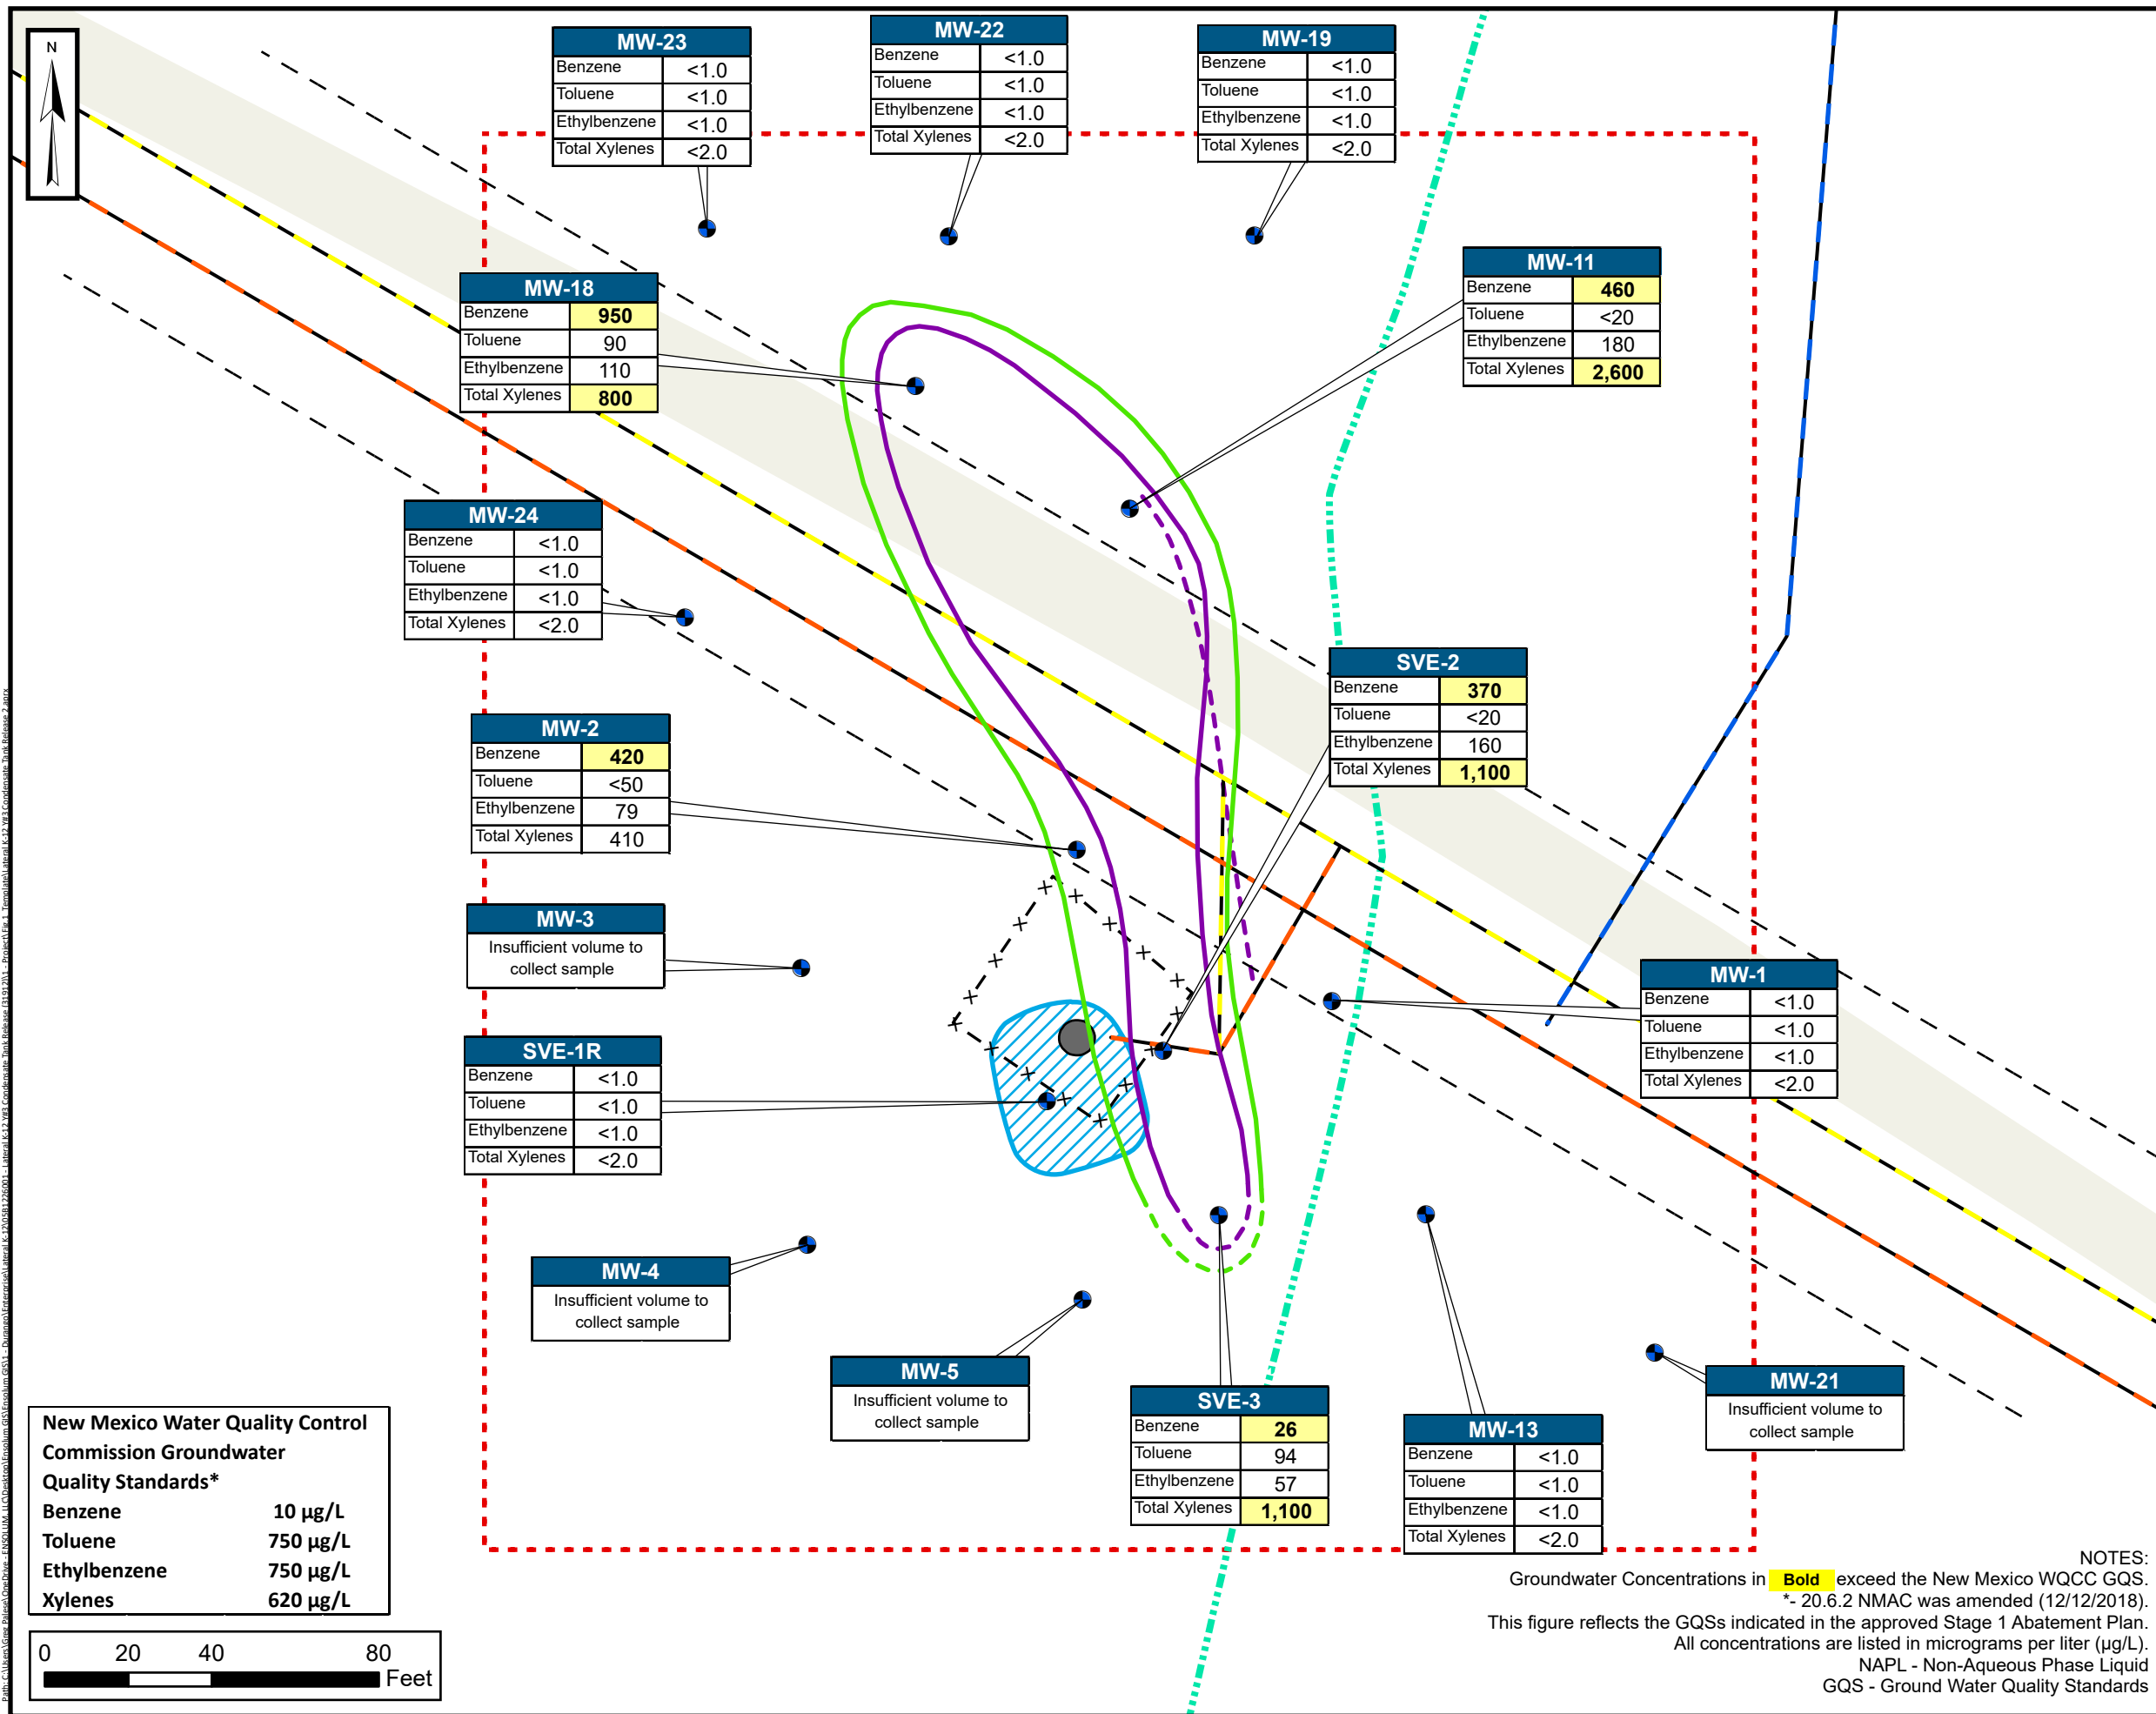 N
MW-23
Benzene <1.0
Toluene <1.0
Ethylbenzene <1.0
Total Xylenes <2.0
MW-22
Benzene <1.0
Toluene <1.0
Ethylbenzene <1.0
Total Xylenes <2.0
MW-19
Benzene <1.0
Toluene <1.0
Ethylbenzene <1.0
Total Xylenes <2.0
MW-11
Benzene 460
Toluene <20
Ethylbenzene 180
Total Xylenes 2,600
MW-18
Benzene 950
Toluene 90
Ethylbenzene 110
Total Xylenes 800
MW-24
Benzene <1.0
Toluene <1.0
Ethylbenzene <1.0
Total Xylenes <2.0
SVE-2
Benzene 370
Toluene <20
Ethylbenzene 160
Total Xylenes 1,100
MW-2
Benzene 420
Toluene <50
Ethylbenzene 79
Total Xylenes 410
MW-3
Insufficient volume to
collect sample
MW-1
Benzene <1.0
Toluene <1.0
Ethylbenzene <1.0
Total Xylenes <2.0
SVE-1R
Benzene <1.0
Toluene <1.0
Ethylbenzene <1.0
Total Xylenes <2.0
MW-4
Insufficient volume to
collect sample
MW-5
Insufficient volume to
collect sample
SVE-3
Benzene 26
Toluene 94
Ethylbenzene 57
Total Xylenes 1,100
MW-13
Benzene <1.0
Toluene <1.0
Ethylbenzene <1.0
Total Xylenes <2.0
MW-21
Insufficient volume to
collect sample
New Mexico Water Quality Control
Commission Groundwater
Quality Standards*
Benzene 10 µg/L
Toluene 750 µg/L
Ethylbenzene 750 µg/L
Xylenes 620 µg/L
0 20 40 80
Feet
NOTES:
Groundwater Concentrations in Bold exceed the New Mexico WQCC GQS.
*- 20.6.2 NMAC was amended (12/12/2018).
This figure reflects the GQSs indicated in the approved Stage 1 Abatement Plan.
All concentrations are listed in micrograms per liter (µg/L).
NAPL - Non-Aqueous Phase Liquid
GQS - Ground Water Quality Standards